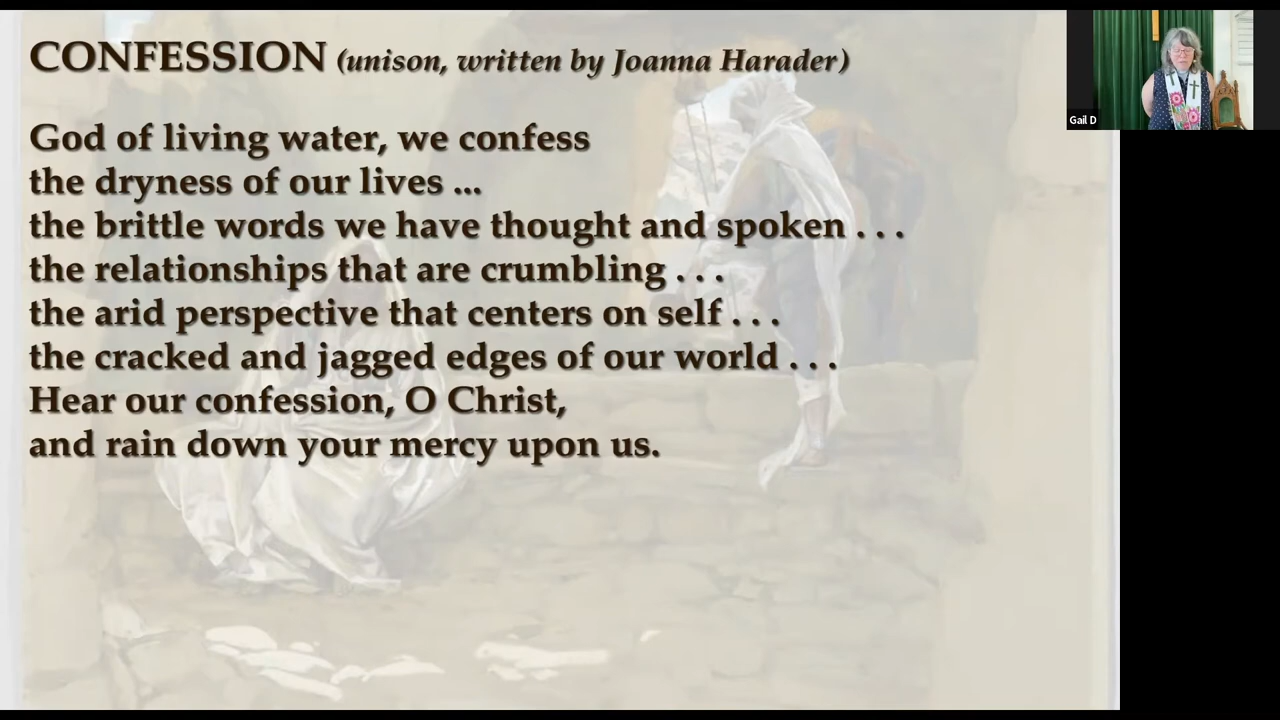 CONFESSION (unison, written by Joanna Harader)
God of living water, we confess
the dryness of our lives ...
the brittle words we have thought and spoken . . .
the relationships that are crumbling . . .
the arid perspective that centers on self . . .
the cracked and jagged edges of our world . . .
Hear our confession, O Christ,
and rain down your mercy upon us.
Gail D